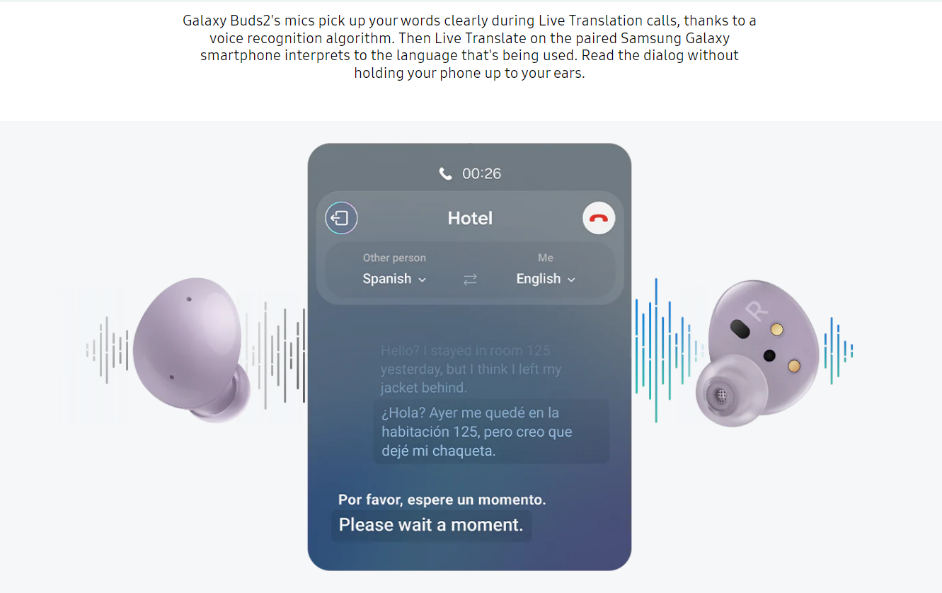 Galaxy Buds2's mics pick up your words clearly during Live Translation calls, thanks to a
voice recognition algorithm. Then Live Translate on the paired Samsung Galaxy
smartphone interprets to the language that's being used. Read the dialog without
holding your phone up to your ears.
00:26
Hotel
Other person
Me
Spanish
English
Hello? I stayed in room 125
yesterday, but I think I left my
jacket behind.
¿Hola? Ayer me quedé en la
habitación 125, pero creo que
dejé mi chaqueta.
Por favor, espere un momento.
Please wait a moment.
R